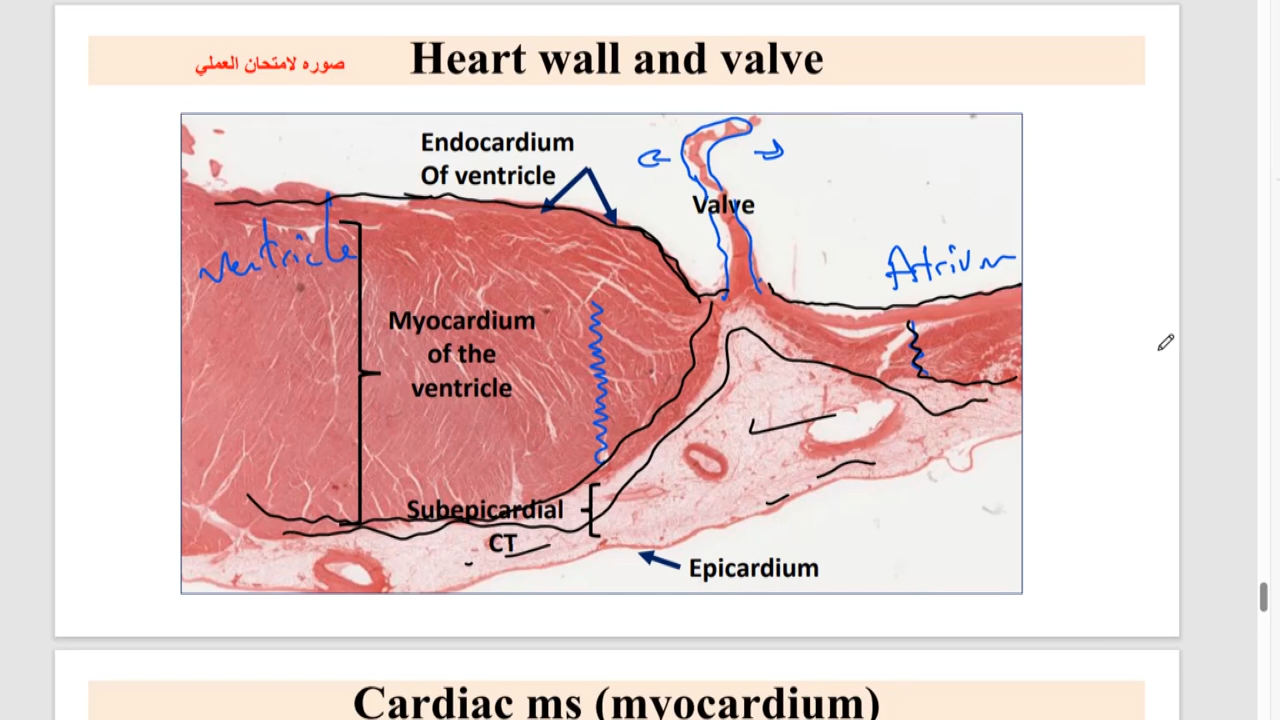 صوره لامتحان العملي
Heart wall and valve
Endocardium
Of ventricle
Valve
ventricle
Atrium
Myocardium
of the
ventricle
Subepicardial
CT
Epicardium
Cardiac ms (myocardium)